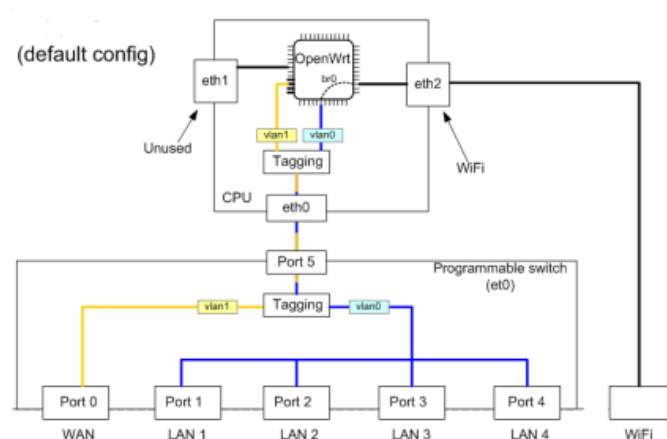 (default config)
OpenWrt
br0
eth1
eth2
vlan1
vlan0
Unused
Tagging
WiFi
CPU
eth0
Port 5
Programmable switch
(et0)
vlan1
Tagging
vlan0
Port 0
Port 1
Port 2
Port 3
Port 4
WAN
LAN 1
LAN 2
LAN 3
LAN 4
WiFi